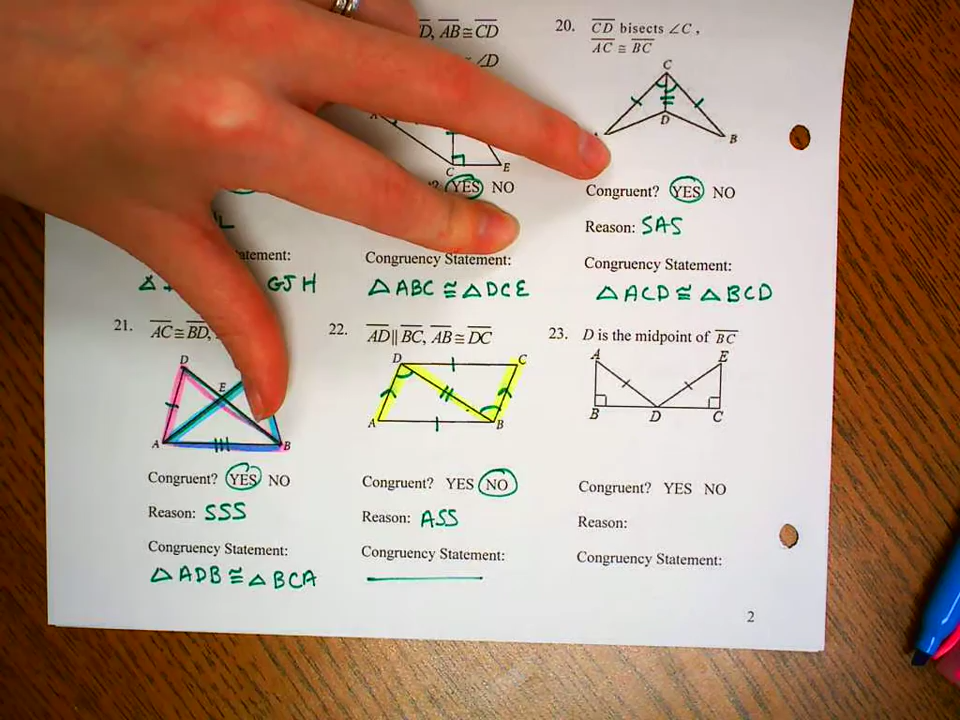 D, AB ≅ CD
∠D
C
E
? YES NO
Congruency Statement:
△ABC ≅ △DCE
20. CD bisects ∠C,
AC ≅ BC
C
D
B
Congruent? YES NO
Reason: SAS
Congruency Statement:
△ACD ≅ △BCD
L
atement:
△ GJH
21. AC ≅ BD,
D
E
A B
Congruent? YES NO
Reason: SSS
Congruency Statement:
△ADB ≅ △BCA
22. AD || BC, AB ≅ DC
D C
A B
Congruent? YES NO
Reason: ASS
Congruency Statement:
23. D is the midpoint of BC
A E
B D C
Congruent? YES NO
Reason:
Congruency Statement:
2